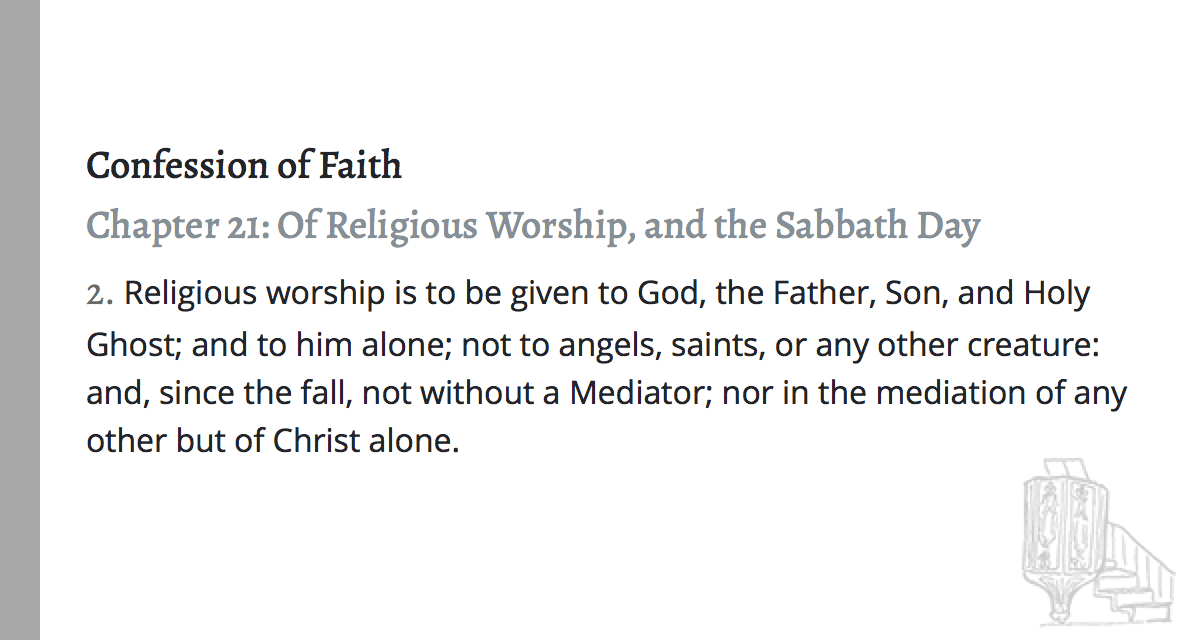 Confession of Faith
Chapter 21: Of Religious Worship, and the Sabbath Day
2. Religious worship is to be given to God, the Father, Son, and Holy
Ghost; and to him alone; not to angels, saints, or any other creature:
and, since the fall, not without a Mediator; nor in the mediation of any
other but of Christ alone.